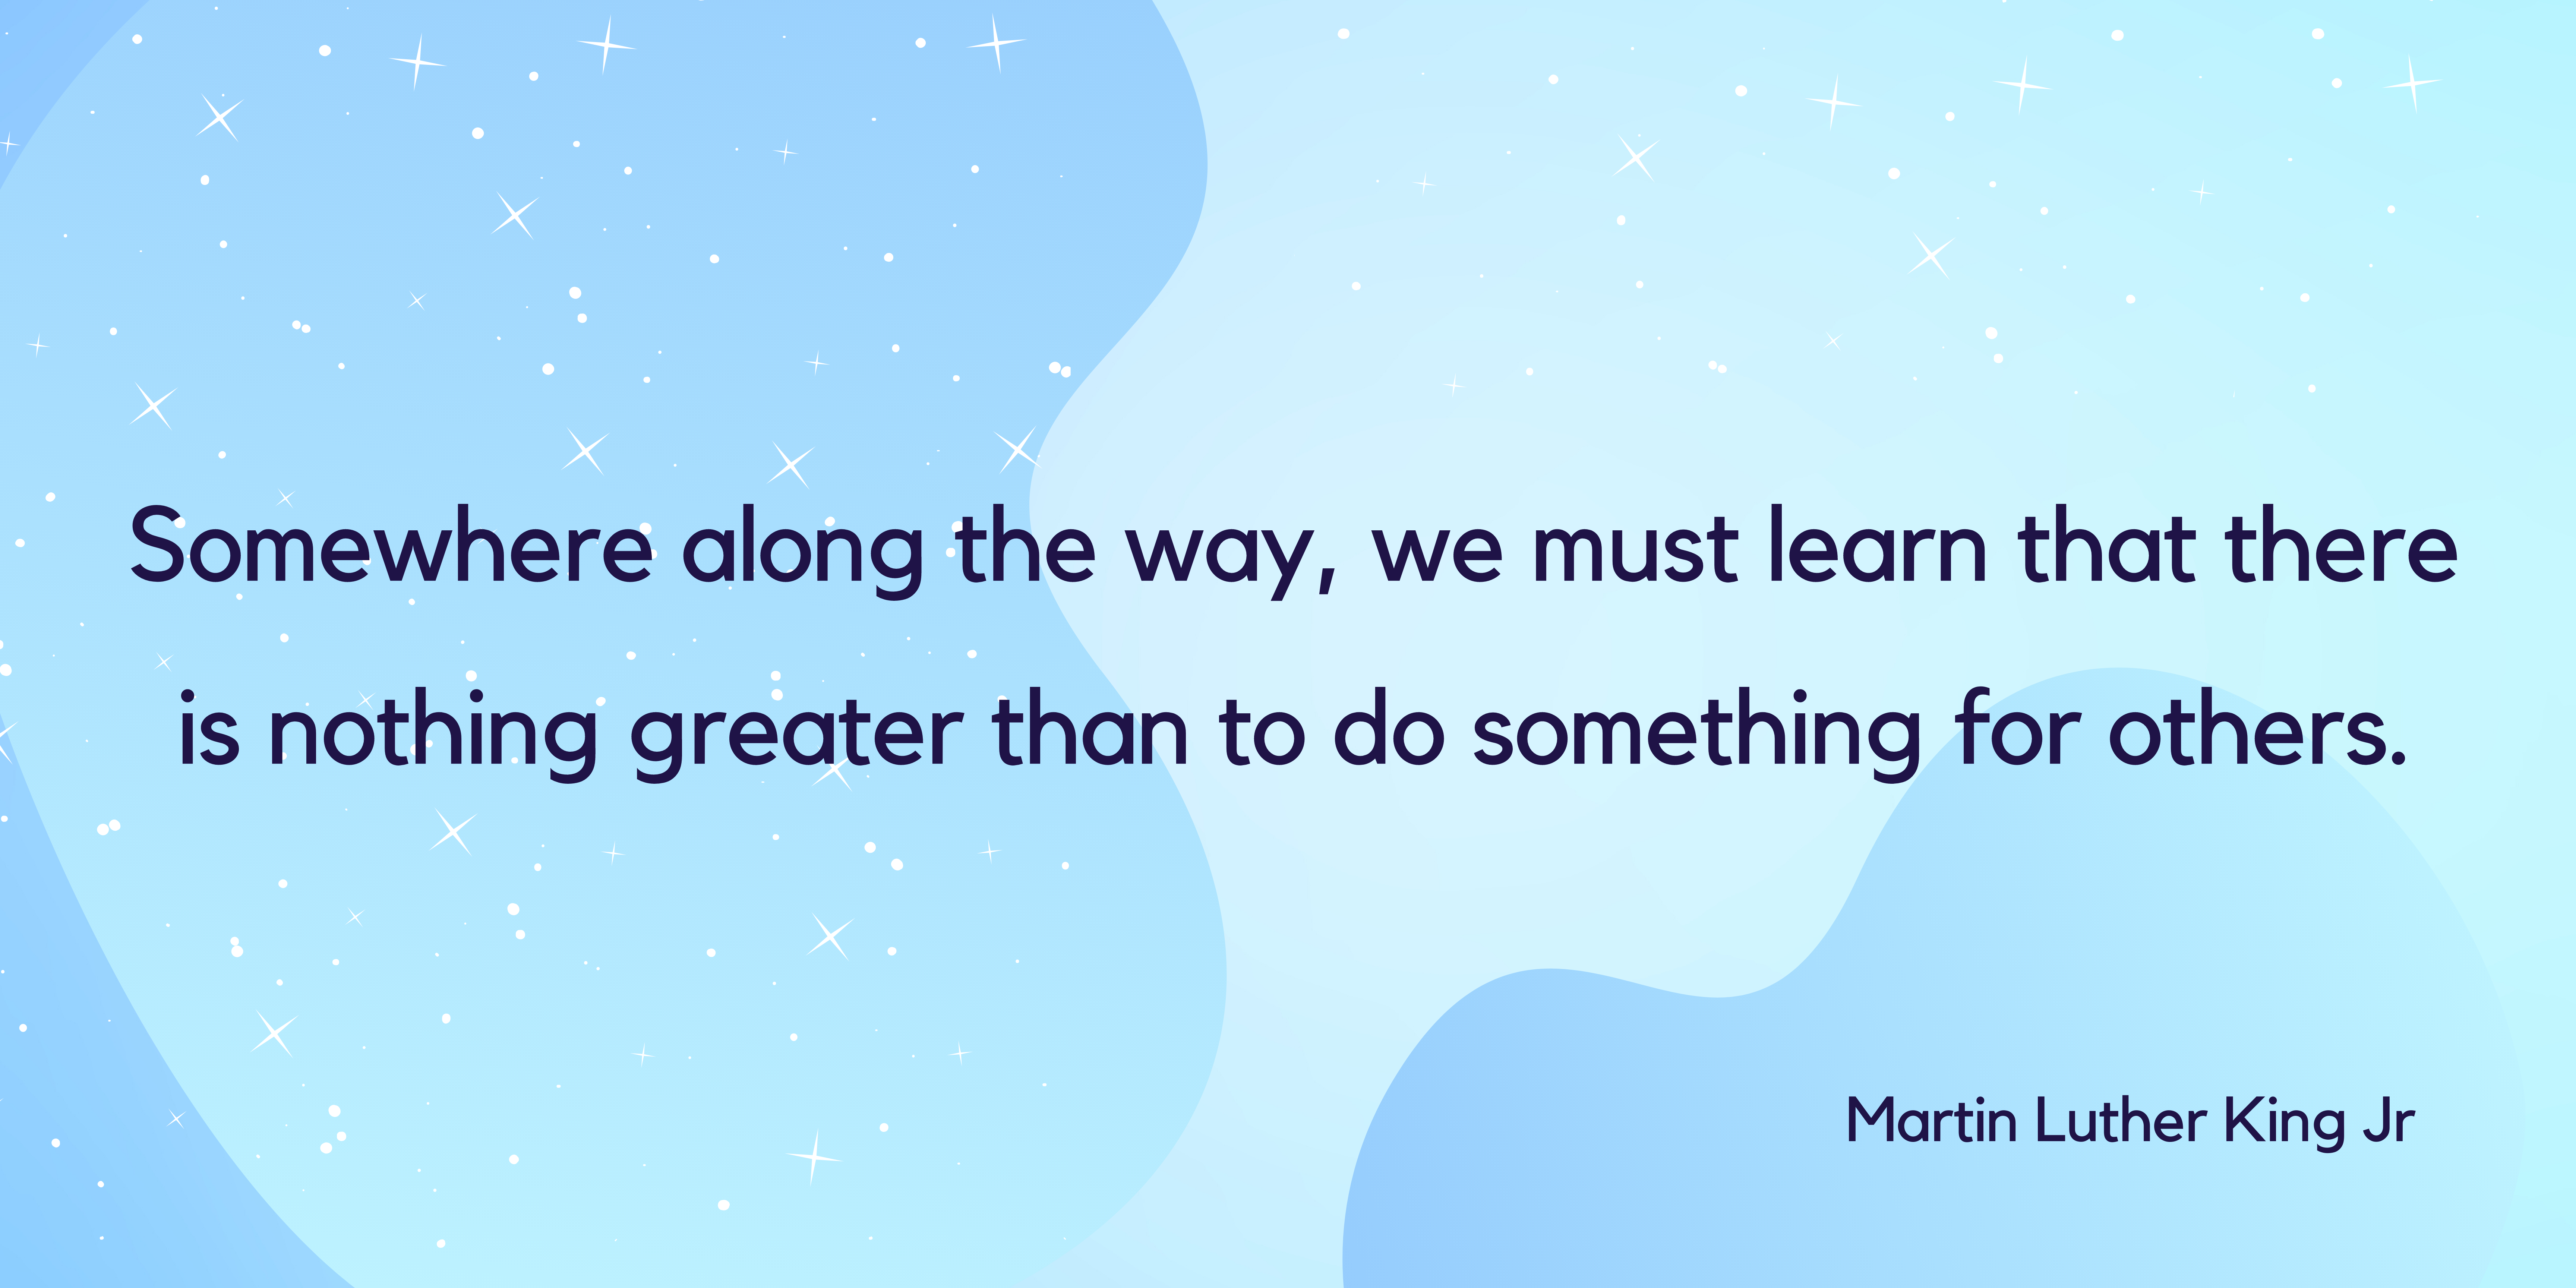 Somewhere along the way, we must learn that there
is nothing greater than to do something for others.
Martin Luther King Jr